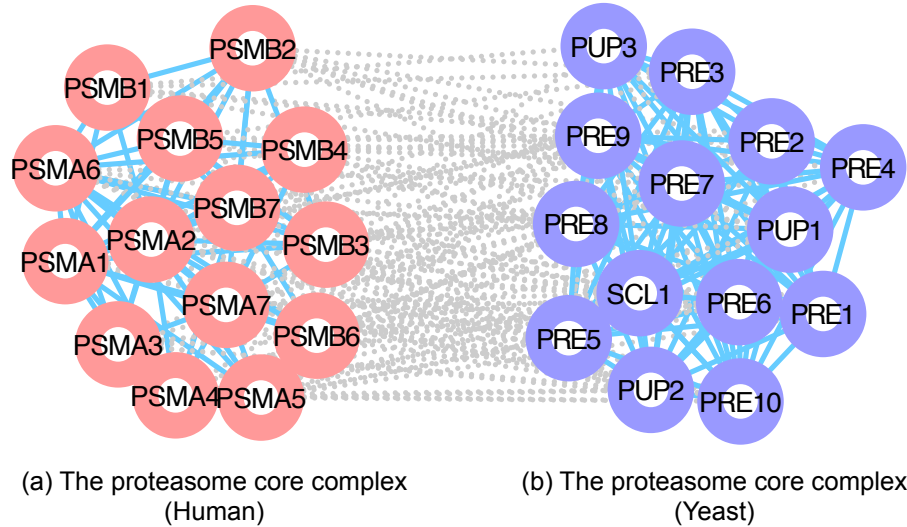 PSMB2
PSMB1
PSMB5
PSMB4
PSMA6
PSMB7
PSMA2
PSMB3
PSMA1
PSMA7
PSMB6
PSMA3
PSMA4
PSMA5
PUP3
PRE3
PRE9
PRE2
PRE4
PRE7
PRE8
PUP1
SCL1
PRE6
PRE1
PRE5
PUP2
PRE10
(a) The proteasome core complex
(Human)
(b) The proteasome core complex
(Yeast)